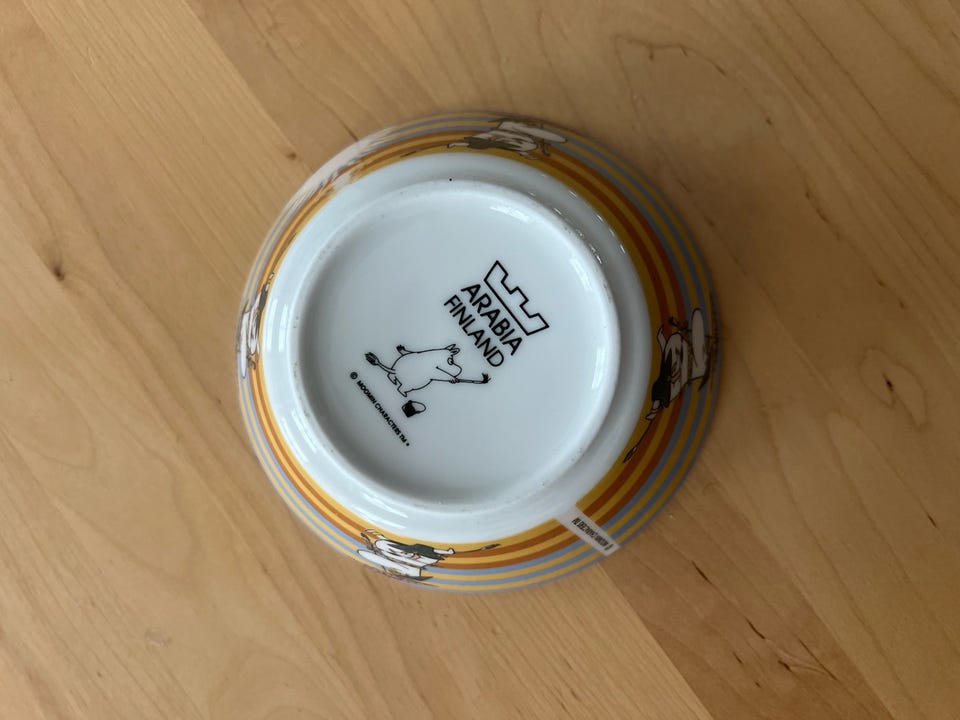 ARABIA
FINLAND
© MOOMIN CHARACTERS TM